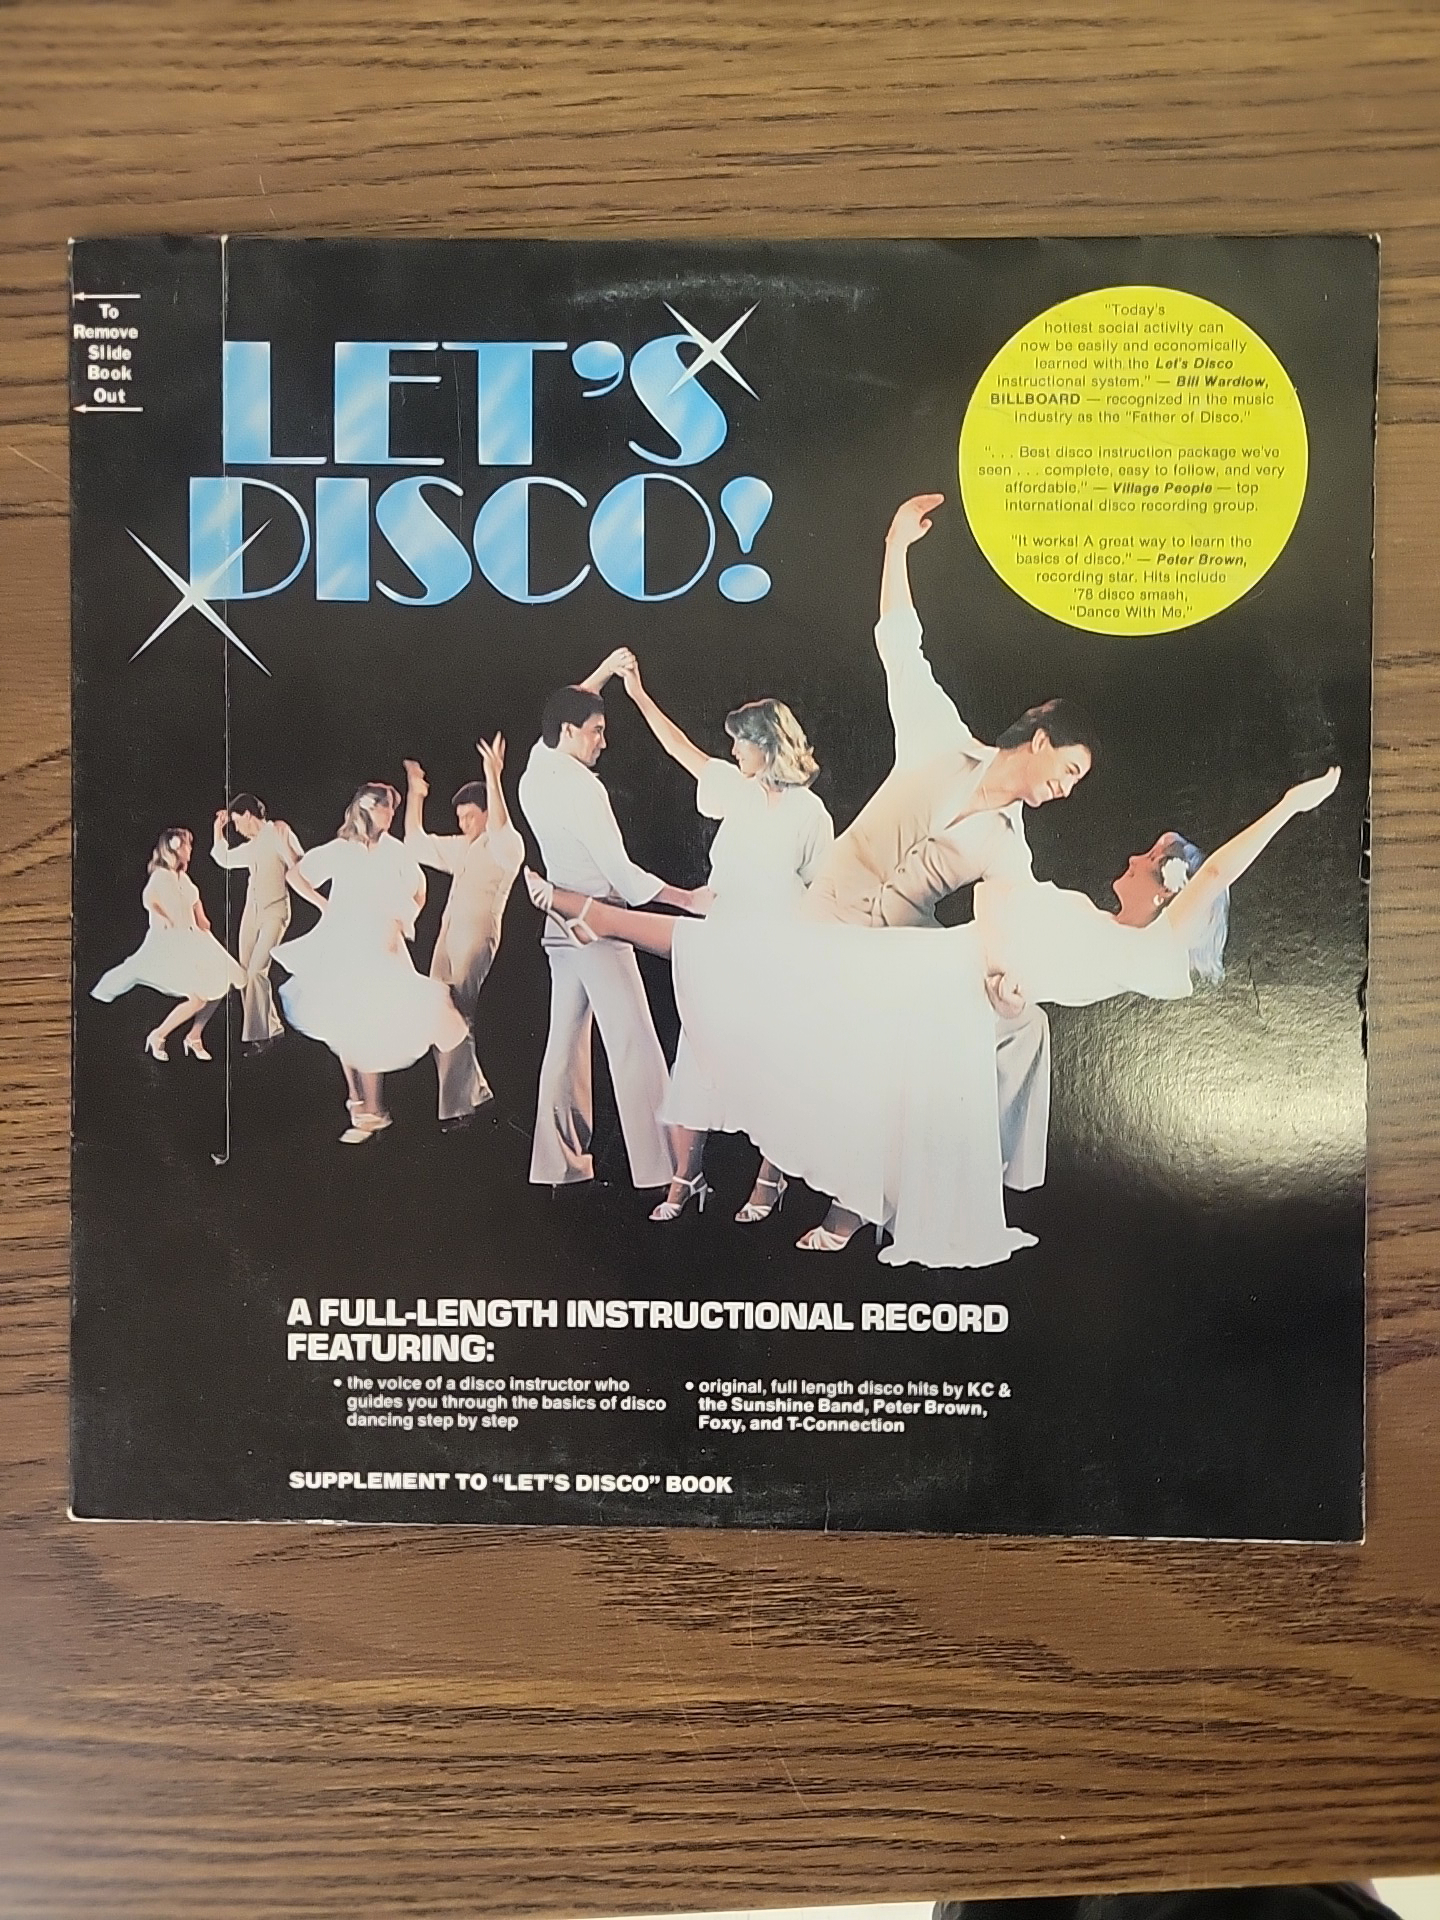 To
Remove
Slide
Book
Out
LET'S
DISCO!
"Today's
hottest social activity can
now be easily and economically
learned with the Let's Disco
instructional system." — Bill Wardlow,
BILLBOARD — recognized in the music
industry as the "Father of Disco."
". . . Best disco instruction package we've
seen . . . complete, easy to follow, and very
affordable." — Village People — top
international disco recording group.
"It works! A great way to learn the
basics of disco." — Peter Brown,
recording star. Hits include
'78 disco smash,
"Dance With Me."
A FULL-LENGTH INSTRUCTIONAL RECORD
FEATURING:
• the voice of a disco instructor who
guides you through the basics of disco
dancing step by step
• original, full length disco hits by KC &
the Sunshine Band, Peter Brown,
Foxy, and T-Connection
SUPPLEMENT TO "LET'S DISCO" BOOK